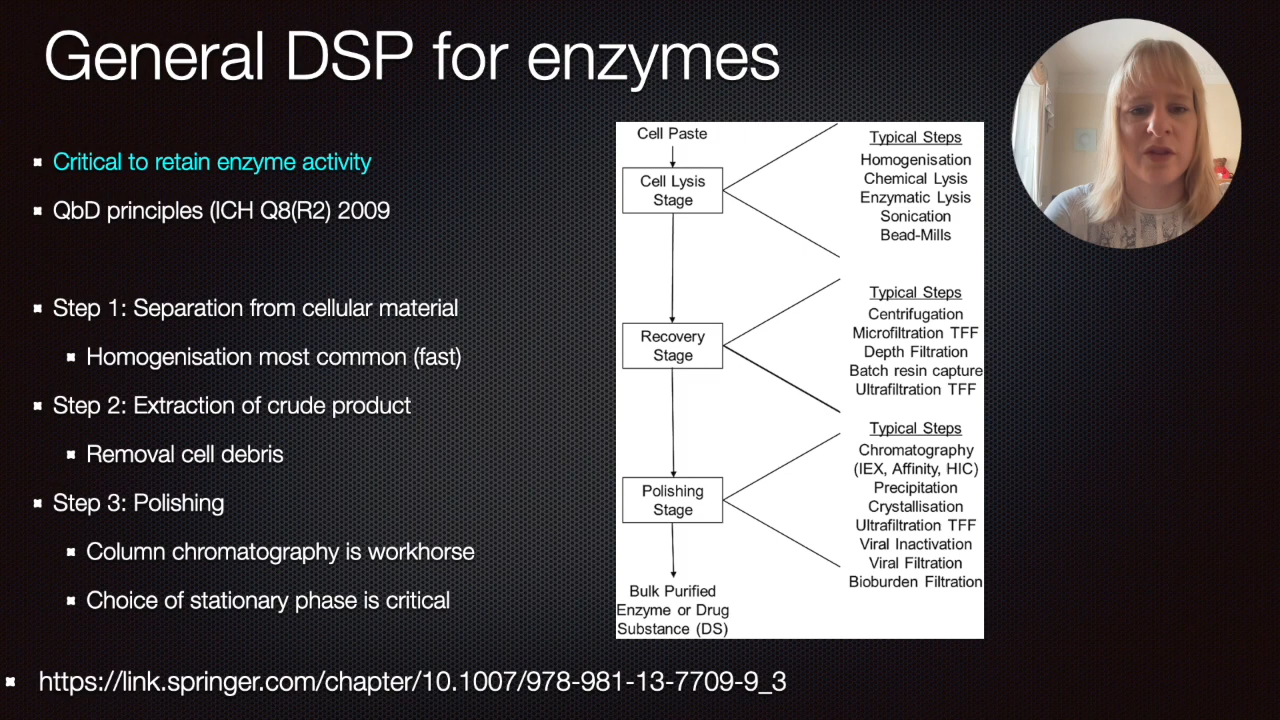 General DSP for enzymes
Critical to retain enzyme activity
QbD principles (ICH Q8(R2) 2009
Step 1: Separation from cellular material
Homogenisation most common (fast)
Step 2: Extraction of crude product
Removal cell debris
Step 3: Polishing
Column chromatography is workhorse
Choice of stationary phase is critical
https://link.springer.com/chapter/10.1007/978-981-13-7709-9_3
Cell Paste
Cell Lysis
Stage
Typical Steps
Homogenisation
Chemical Lysis
Enzymatic Lysis
Sonication
Bead-Mills
Recovery
Stage
Typical Steps
Centrifugation
Microfiltration TFF
Depth Filtration
Batch resin capture
Ultrafiltration TFF
Polishing
Stage
Typical Steps
Chromatography
(IEX, Affinity, HIC)
Precipitation
Crystallisation
Ultrafiltration TFF
Viral Inactivation
Viral Filtration
Bioburden Filtration
Bulk Purified
Enzyme or Drug
Substance (DS)